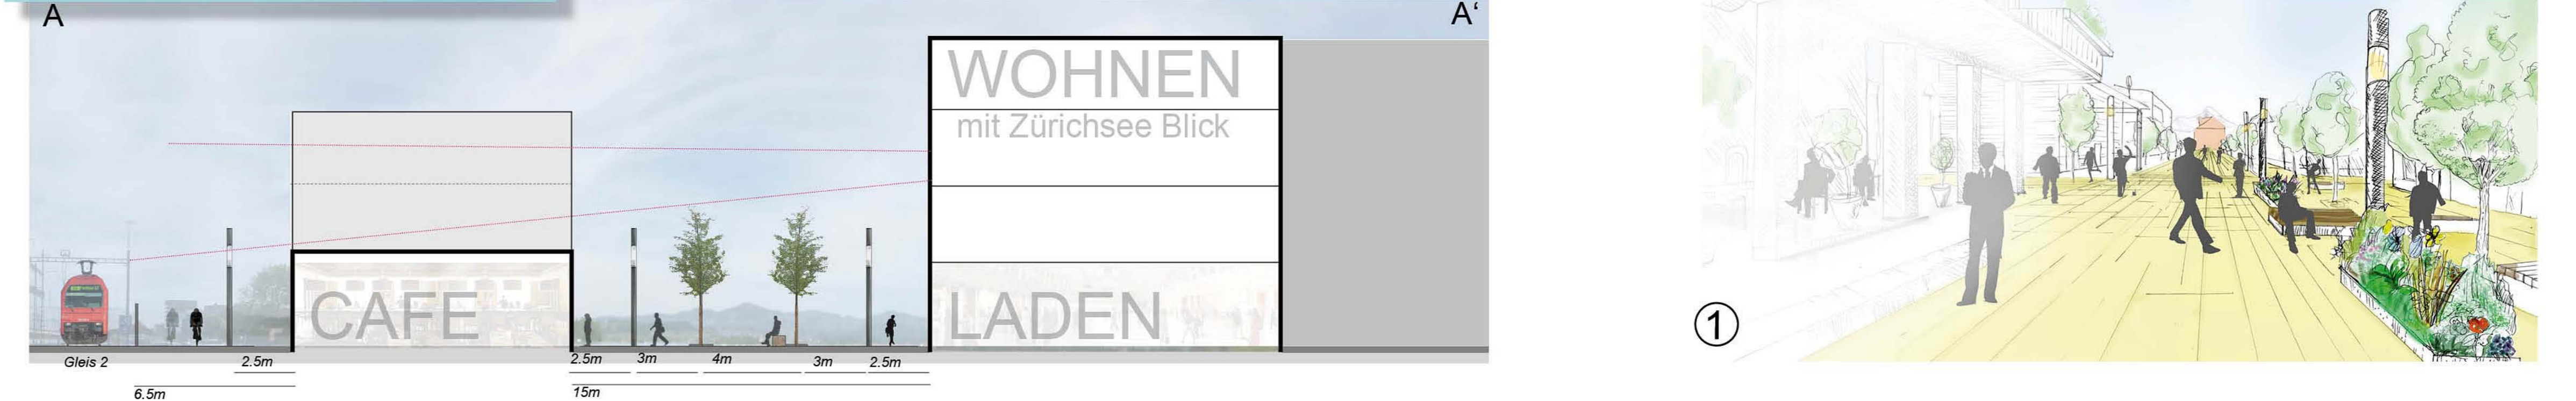 A
A‘
WOHNEN
mit Zürichsee Blick
CAFE
LADEN
Gleis 2
2.5m
2.5m
3m
4m
3m
2.5m
6.5m
15m
1